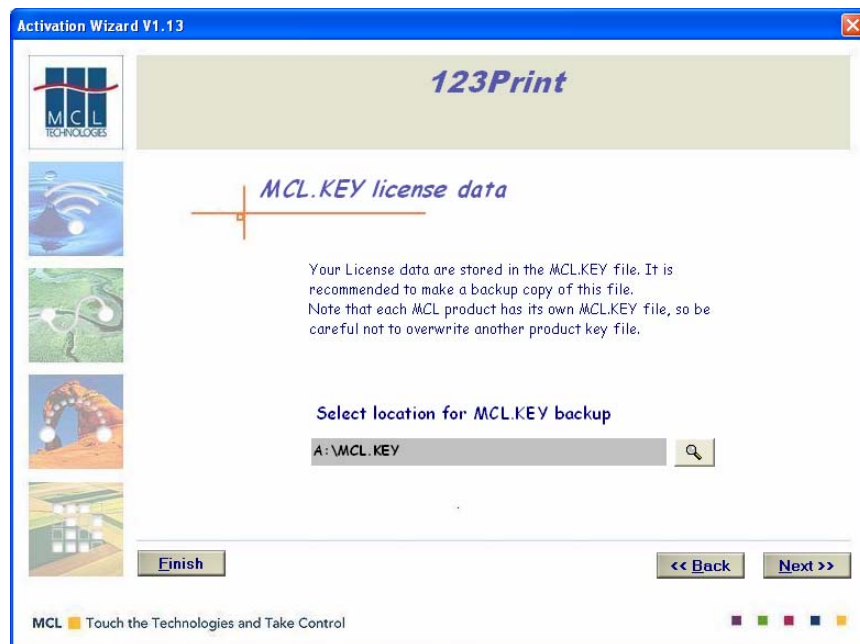 Activation Wizard V1.13
MCL
TECHNOLOGIES
123Print
MCL.KEY license data
Your License data are stored in the MCL.KEY file. It is
recommended to make a backup copy of this file.
Note that each MCL product has its own MCL.KEY file, so be
careful not to overwrite another product key file.
Select location for MCL.KEY backup
A:\MCL.KEY
Finish
<< Back
Next >>
MCL Touch the Technologies and Take Control